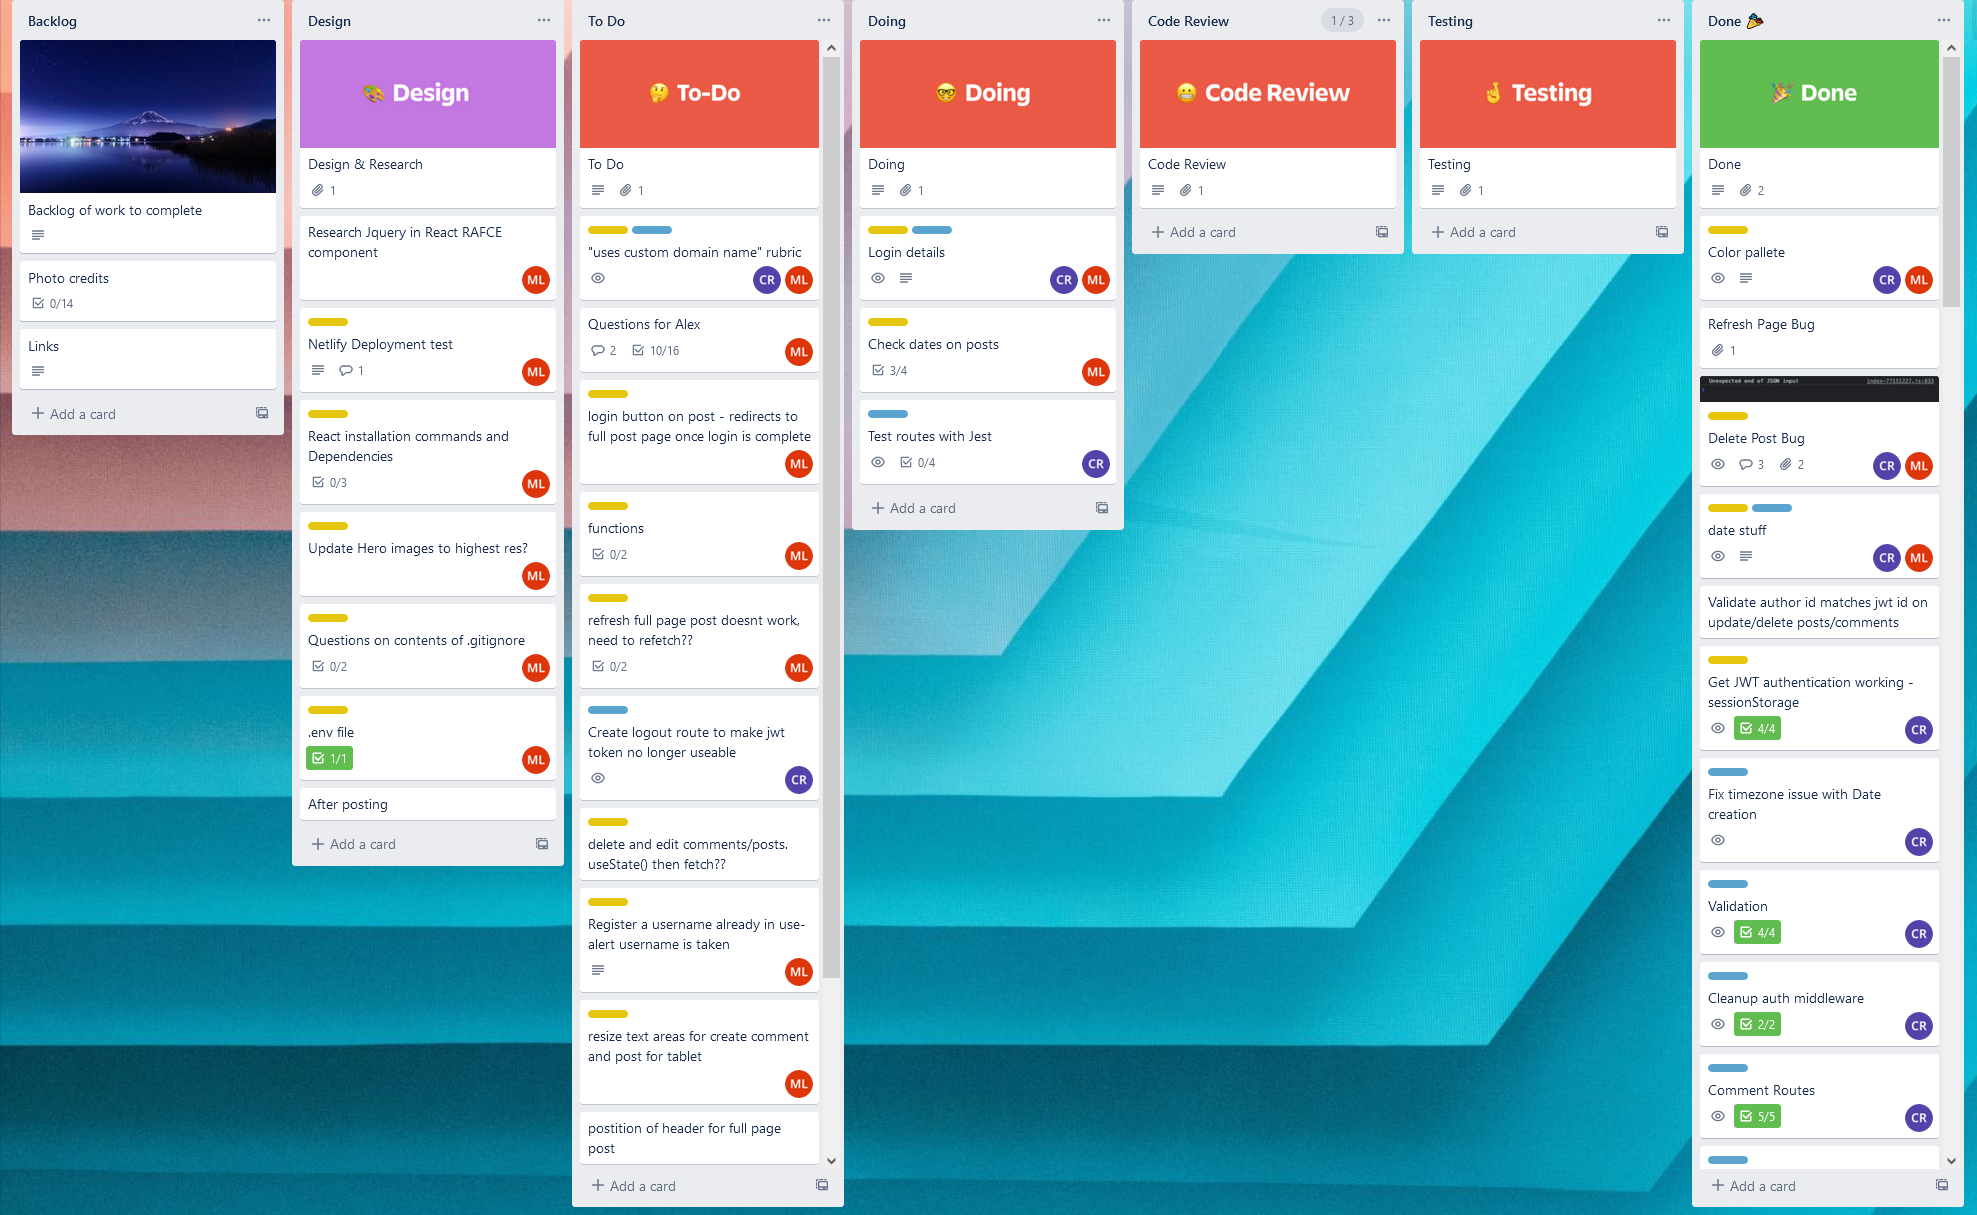 Backlog
Backlog of work to complete
Photo credits
0/14
Links
Add a card
Design
Design
Design & Research
1
Research Jquery in React RAFCE
component
ML
Netlify Deployment test
1
ML
React installation commands and
Dependencies
0/3
ML
Update Hero images to highest res?
ML
Questions on contents of .gitignore
0/2
ML
.env file
1/1
ML
After posting
Add a card
To Do
To-Do
To Do
1
"uses custom domain name" rubric
CR ML
Questions for Alex
2 10/16
ML
login button on post - redirects to
full post page once login is complete
ML
functions
0/2
ML
refresh full page post doesnt work,
need to refetch??
0/2
ML
Create logout route to make jwt
token no longer useable
CR
delete and edit comments/posts.
useState() then fetch??
Register a username already in use-
alert username is taken
ML
resize text areas for create comment
and post for tablet
ML
postition of header for full page
post
Add a card
Doing
Doing
Doing
1
Login details
CR ML
Check dates on posts
3/4
ML
Test routes with Jest
0/4
CR
Add a card
Code Review
1 / 3
Code Review
Code Review
1
Add a card
Testing
Testing
Testing
1
Add a card
Done
Done
Done
2
Color pallete
CR ML
Refresh Page Bug
1
Unexpected end of JSON input
index-77151227.js:833
Delete Post Bug
3 2
CR ML
date stuff
CR ML
Validate author id matches jwt id on
update/delete posts/comments
Get JWT authentication working -
sessionStorage
4/4
CR
Fix timezone issue with Date
creation
CR
Validation
4/4
CR
Cleanup auth middleware
2/2
CR
Comment Routes
5/5
CR
Add a card